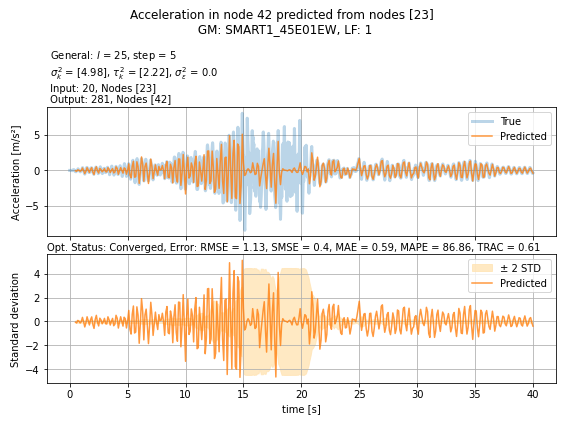 Acceleration in node 42 predicted from nodes [23]
GM: SMART1_45E01EW, LF: 1
General: l = 25, step = 5
σ²ₖ = [4.98], τ²ₖ = [2.22], σ²ₑ = 0.0
Input: 20, Nodes [23]
Output: 281, Nodes [42]
True
Predicted
Acceleration [m/s²]
5
0
−5
Opt. Status: Converged, Error: RMSE = 1.13, SMSE = 0.4, MAE = 0.59, MAPE = 86.86, TRAC = 0.61
± 2 STD
Predicted
Standard deviation
4
2
0
−2
−4
0 5 10 15 20 25 30 35 40
time [s]